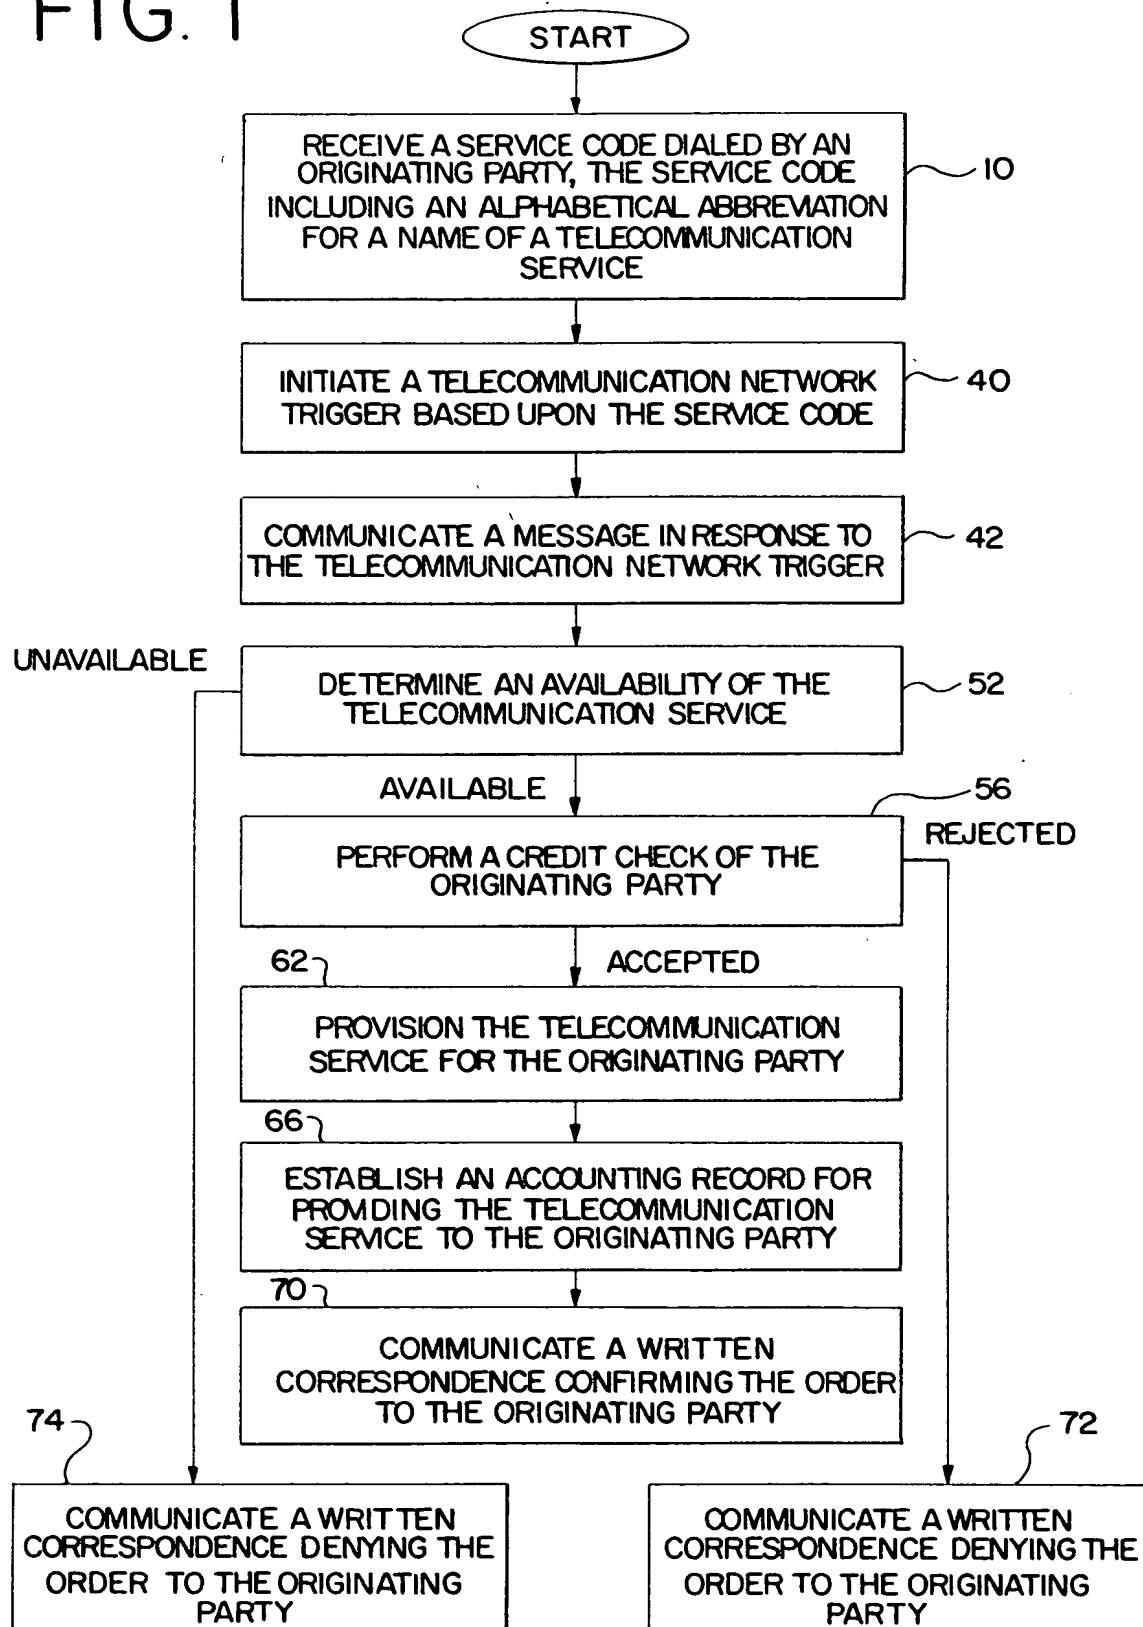 FIG. 1
START
RECEIVE A SERVICE CODE DIALED BY AN
ORIGINATING PARTY, THE SERVICE CODE
INCLUDING AN ALPHABETICAL ABBREVIATION
FOR A NAME OF A TELECOMMUNICATION
SERVICE
10
INITIATE A TELECOMMUNICATION NETWORK
TRIGGER BASED UPON THE SERVICE CODE
40
COMMUNICATE A MESSAGE IN RESPONSE TO
THE TELECOMMUNICATION NETWORK TRIGGER
42
UNAVAILABLE
DETERMINE AN AVAILABILITY OF THE
TELECOMMUNICATION SERVICE
52
AVAILABLE
56
REJECTED
PERFORM A CREDIT CHECK OF THE
ORIGINATING PARTY
62
ACCEPTED
PROVISION THE TELECOMMUNICATION
SERVICE FOR THE ORIGINATING PARTY
66
ESTABLISH AN ACCOUNTING RECORD FOR
PROVIDING THE TELECOMMUNICATION
SERVICE TO THE ORIGINATING PARTY
70
COMMUNICATE A WRITTEN
CORRESPONDENCE CONFIRMING THE ORDER
TO THE ORIGINATING PARTY
74
COMMUNICATE A WRITTEN
CORRESPONDENCE DENYING THE
ORDER TO THE ORIGINATING
PARTY
72
COMMUNICATE A WRITTEN
CORRESPONDENCE DENYING THE
ORDER TO THE ORIGINATING
PARTY